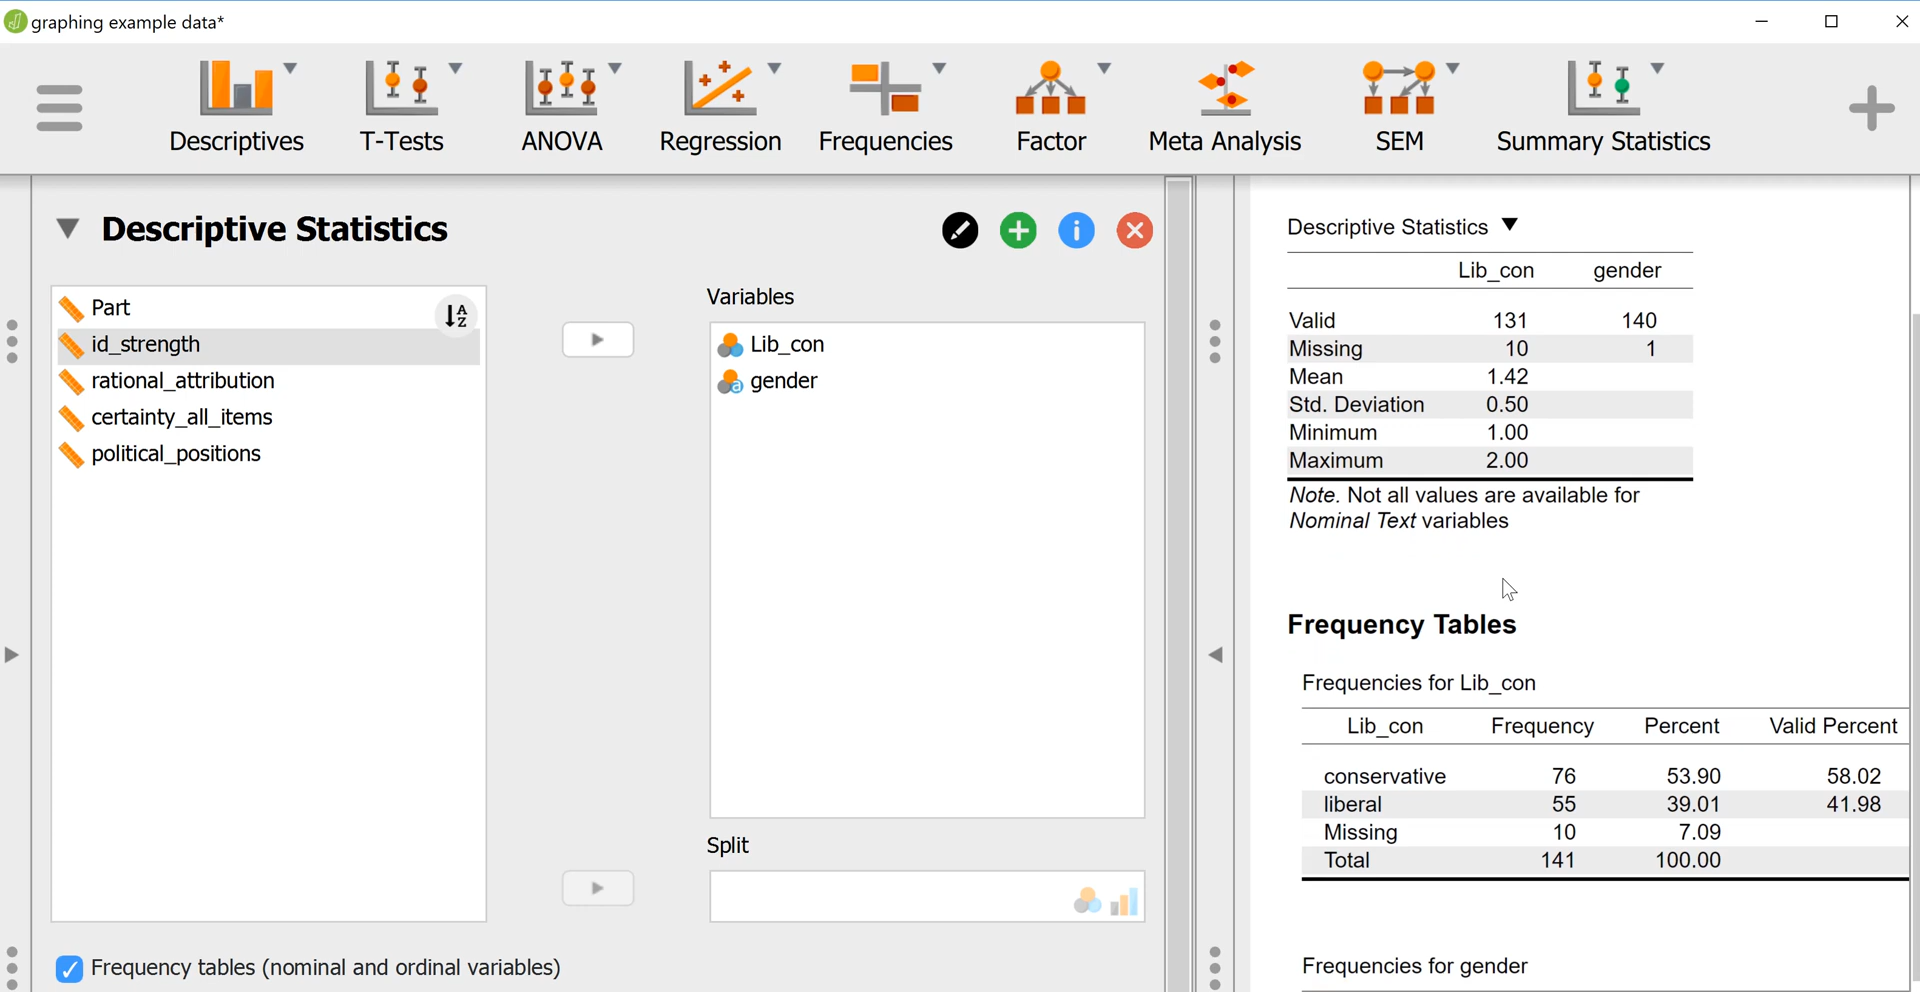 graphing example data*
Descriptives T-Tests ANOVA Regression Frequencies Factor Meta Analysis SEM Summary Statistics
Descriptive Statistics
Part
id_strength
rational_attribution
certainty_all_items
political_positions
Variables
Lib_con
gender
Split
Frequency tables (nominal and ordinal variables)
Descriptive Statistics
Lib_con gender
Valid 131 140
Missing 10 1
Mean 1.42
Std. Deviation 0.50
Minimum 1.00
Maximum 2.00
Note. Not all values are available for
Nominal Text variables
Frequency Tables
Frequencies for Lib_con
Lib_con Frequency Percent Valid Percent
conservative 76 53.90 58.02
liberal 55 39.01 41.98
Missing 10 7.09
Total 141 100.00
Frequencies for gender